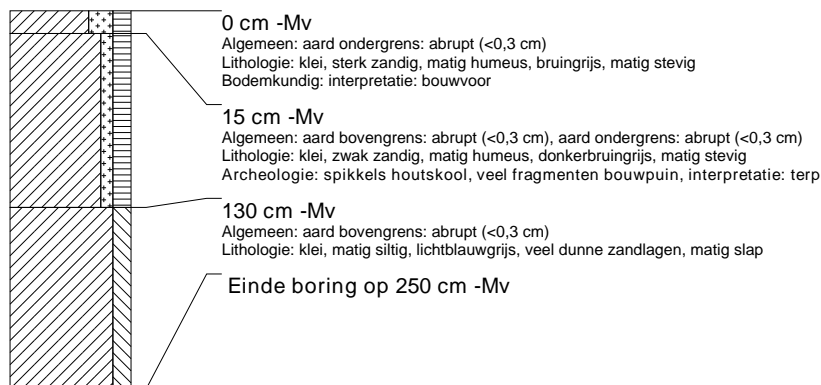 0 cm -Mv
Algemeen: aard ondergrens: abrupt (<0,3 cm)
Lithologie: klei, sterk zandig, matig humeus, bruingrijs, matig stevig
Bodemkundig: interpretatie: bouwvoor
15 cm -Mv
Algemeen: aard bovengrens: abrupt (<0,3 cm), aard ondergrens: abrupt (<0,3 cm)
Lithologie: klei, zwak zandig, matig humeus, donkerbruingrijs, matig stevig
Archeologie: spikkels houtskool, veel fragmenten bouwpuin, interpretatie: terp
130 cm -Mv
Algemeen: aard bovengrens: abrupt (<0,3 cm)
Lithologie: klei, matig siltig, lichtblauwgrijs, veel dunne zandlagen, matig slap
Einde boring op 250 cm -Mv